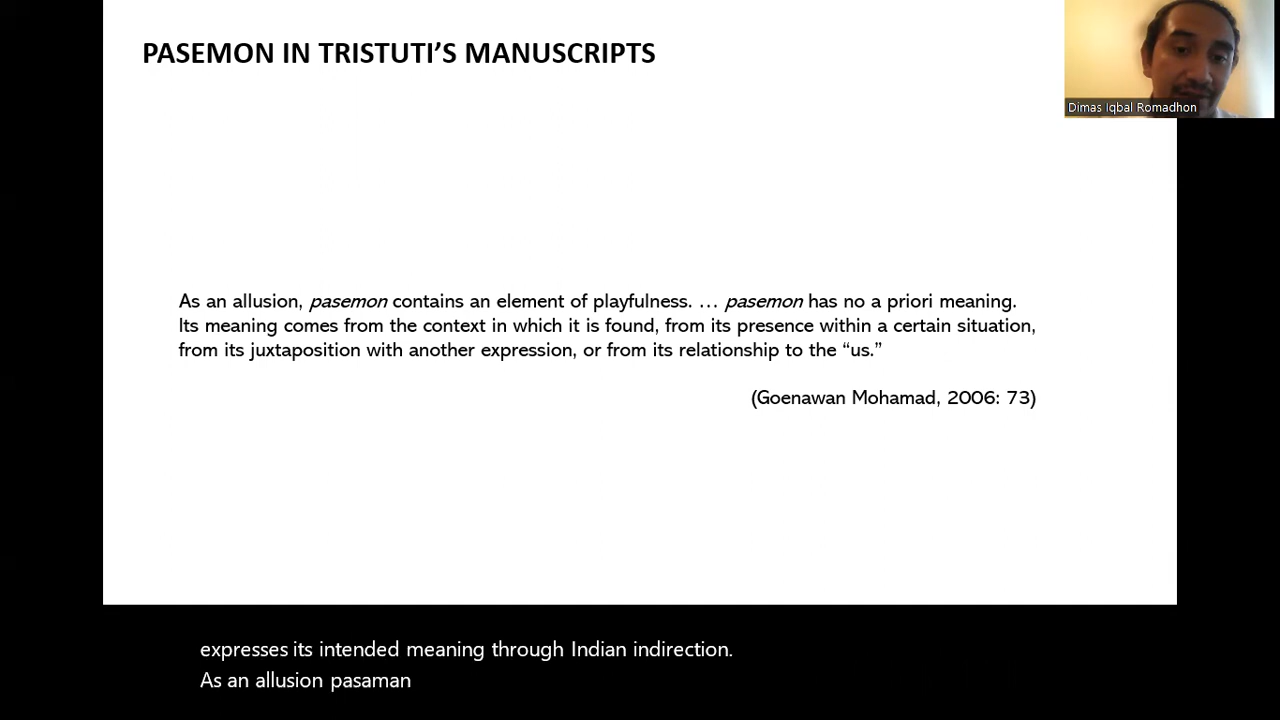 PASEMON IN TRISTUTI’S MANUSCRIPTS
Dimas Iqbal Romadhon
As an allusion, pasemon contains an element of playfulness. … pasemon has no a priori meaning.
Its meaning comes from the context in which it is found, from its presence within a certain situation,
from its juxtaposition with another expression, or from its relationship to the “us.”
(Goenawan Mohamad, 2006: 73)
expresses its intended meaning through Indian indirection.
As an allusion pasaman